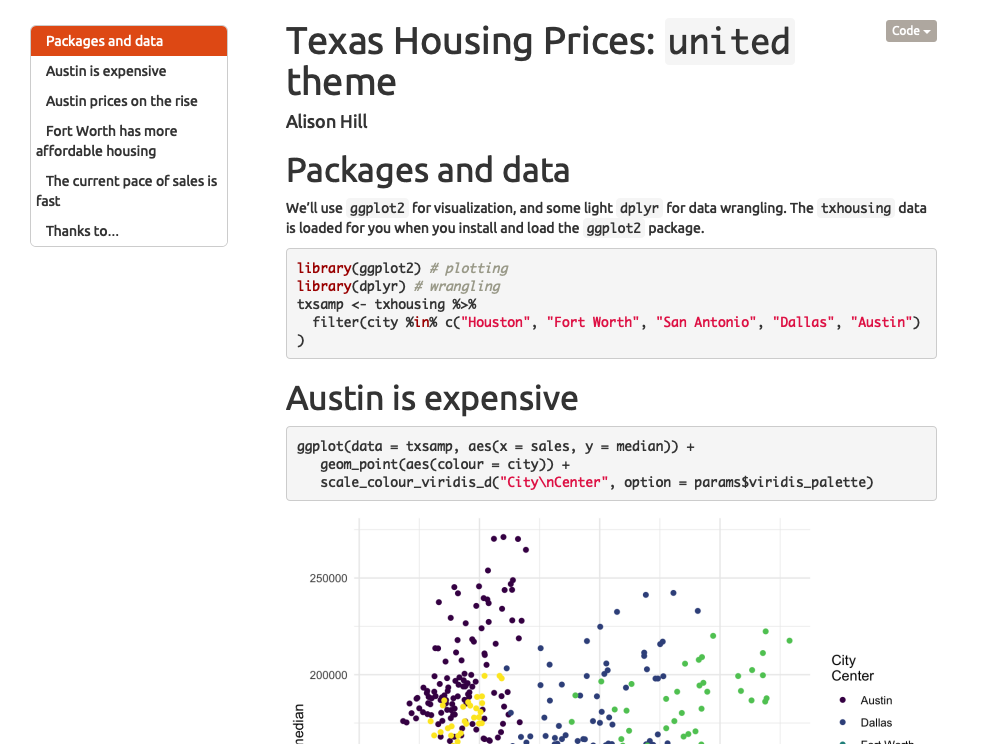 Packages and data
Austin is expensive
Austin prices on the rise
Fort Worth has more
affordable housing
The current pace of sales is
fast
Thanks to...
Code
Texas Housing Prices: united
theme
Alison Hill
Packages and data
We'll use ggplot2 for visualization, and some light dplyr for data wrangling. The txhousing data
is loaded for you when you install and load the ggplot2 package.
library(ggplot2) # plotting
library(dplyr) # wrangling
txsamp <- txhousing %>%
  filter(city %in% c("Houston", "Fort Worth", "San Antonio", "Dallas", "Austin")
)
Austin is expensive
ggplot(data = txsamp, aes(x = sales, y = median)) +
   geom_point(aes(colour = city)) +
   scale_colour_viridis_d("City\nCenter", option = params$viridis_palette)
250000
200000
median
City
Center
Austin
Dallas
Fort Worth